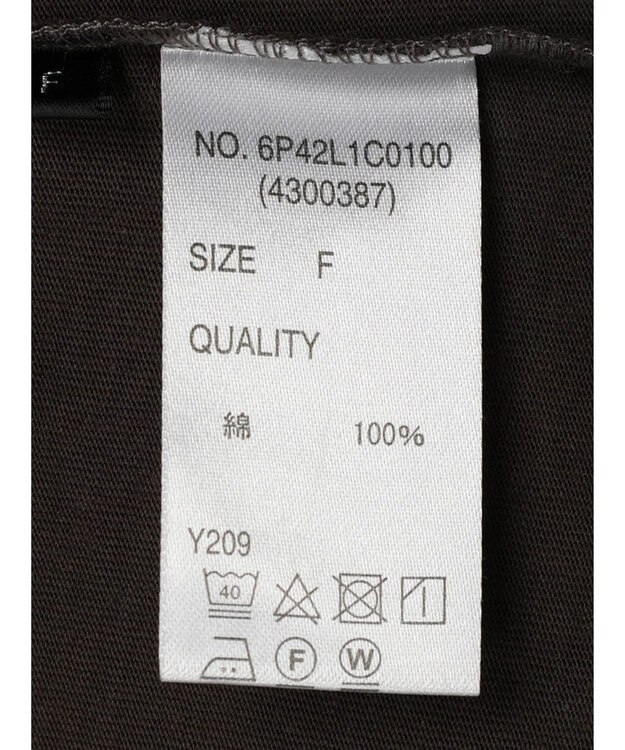 F
NO. 6P42L1C0100
(4300387)
SIZE F
QUALITY
綿 100%
Y209
40
F W